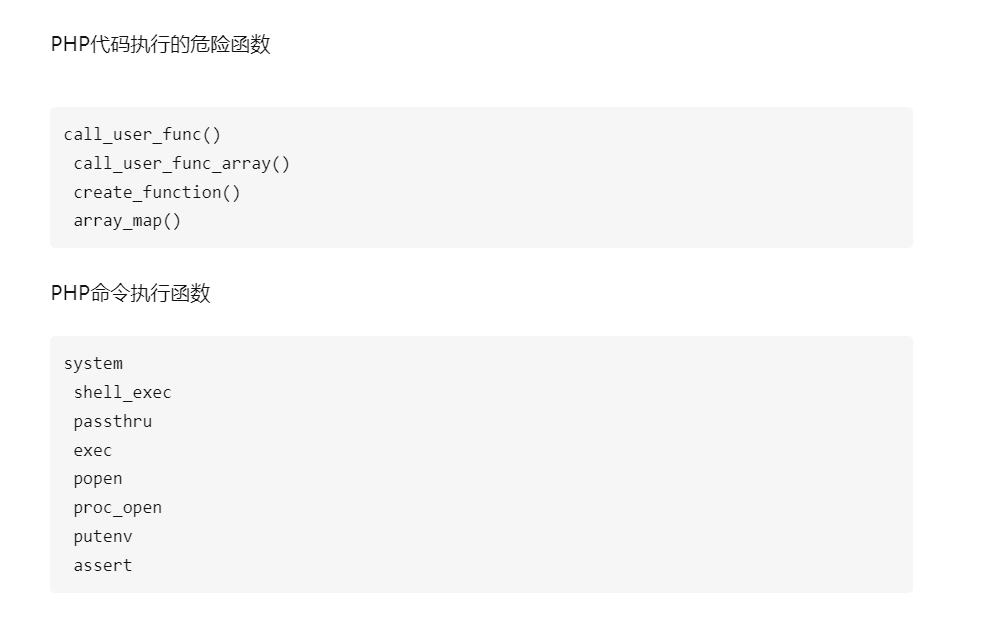 PHP代码执行的危险函数
call_user_func()
call_user_func_array()
create_function()
array_map()
PHP命令执行函数
system
shell_exec
passthru
exec
popen
proc_open
putenv
assert